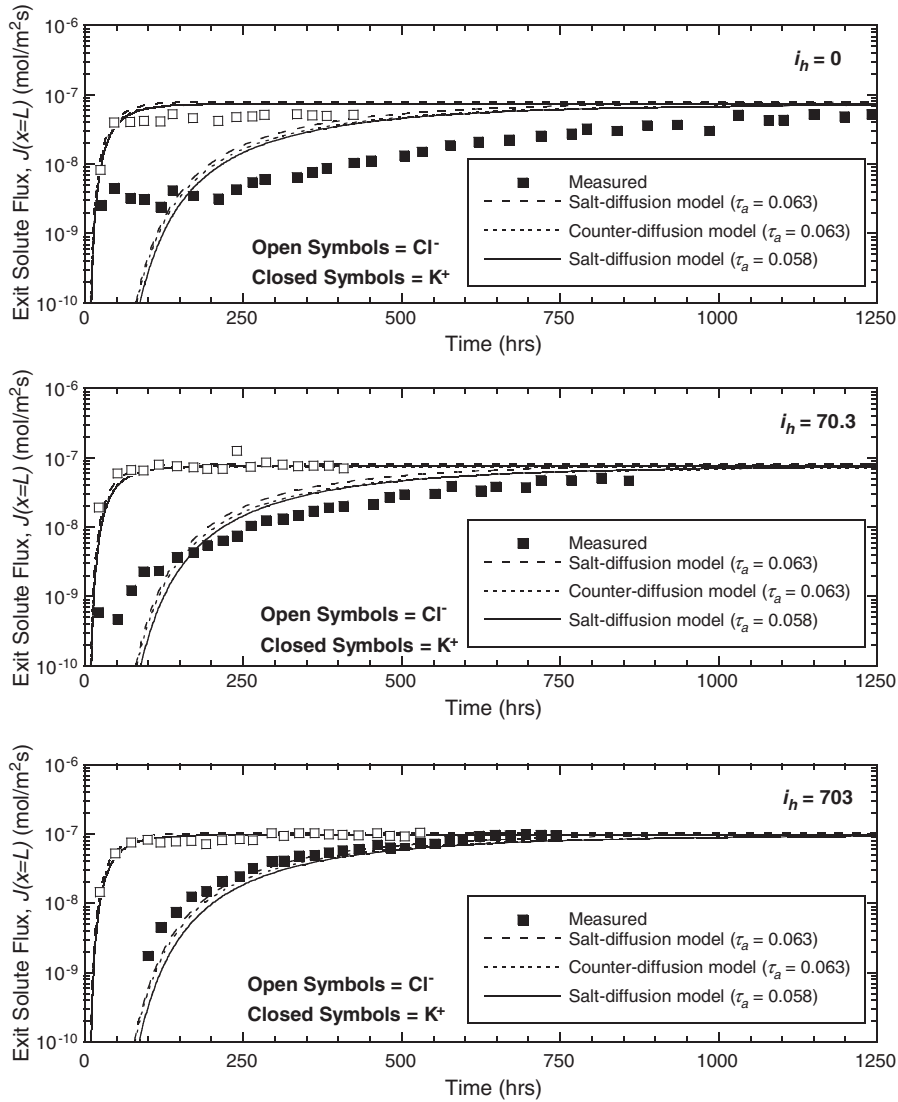 Exit Solute Flux, J(x=L) (mol/m²s)
10⁻⁶
10⁻⁷
10⁻⁸
10⁻⁹
10⁻¹⁰
i_h = 0
Measured
Salt-diffusion model (τ_a = 0.063)
Counter-diffusion model (τ_a = 0.063)
Salt-diffusion model (τ_a = 0.058)
Open Symbols = Cl⁻
Closed Symbols = K⁺
0 250 500 750 1000 1250
Time (hrs)
Exit Solute Flux, J(x=L) (mol/m²s)
10⁻⁶
10⁻⁷
10⁻⁸
10⁻⁹
10⁻¹⁰
i_h = 70.3
Measured
Salt-diffusion model (τ_a = 0.063)
Counter-diffusion model (τ_a = 0.063)
Salt-diffusion model (τ_a = 0.058)
Open Symbols = Cl⁻
Closed Symbols = K⁺
0 250 500 750 1000 1250
Time (hrs)
Exit Solute Flux, J(x=L) (mol/m²s)
10⁻⁶
10⁻⁷
10⁻⁸
10⁻⁹
10⁻¹⁰
i_h = 703
Measured
Salt-diffusion model (τ_a = 0.063)
Counter-diffusion model (τ_a = 0.063)
Salt-diffusion model (τ_a = 0.058)
Open Symbols = Cl⁻
Closed Symbols = K⁺
0 250 500 750 1000 1250
Time (hrs)